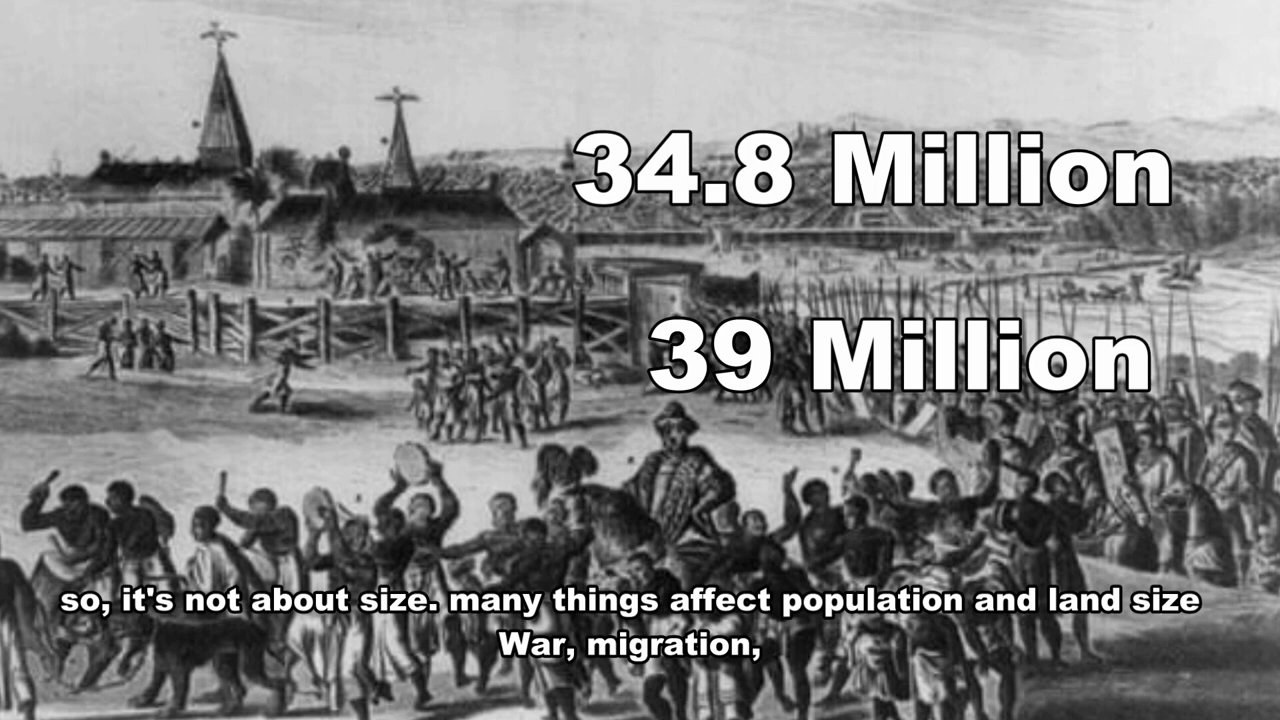 34.8 Million
39 Million
so, it's not about size. many things affect population and land size
War, migration,